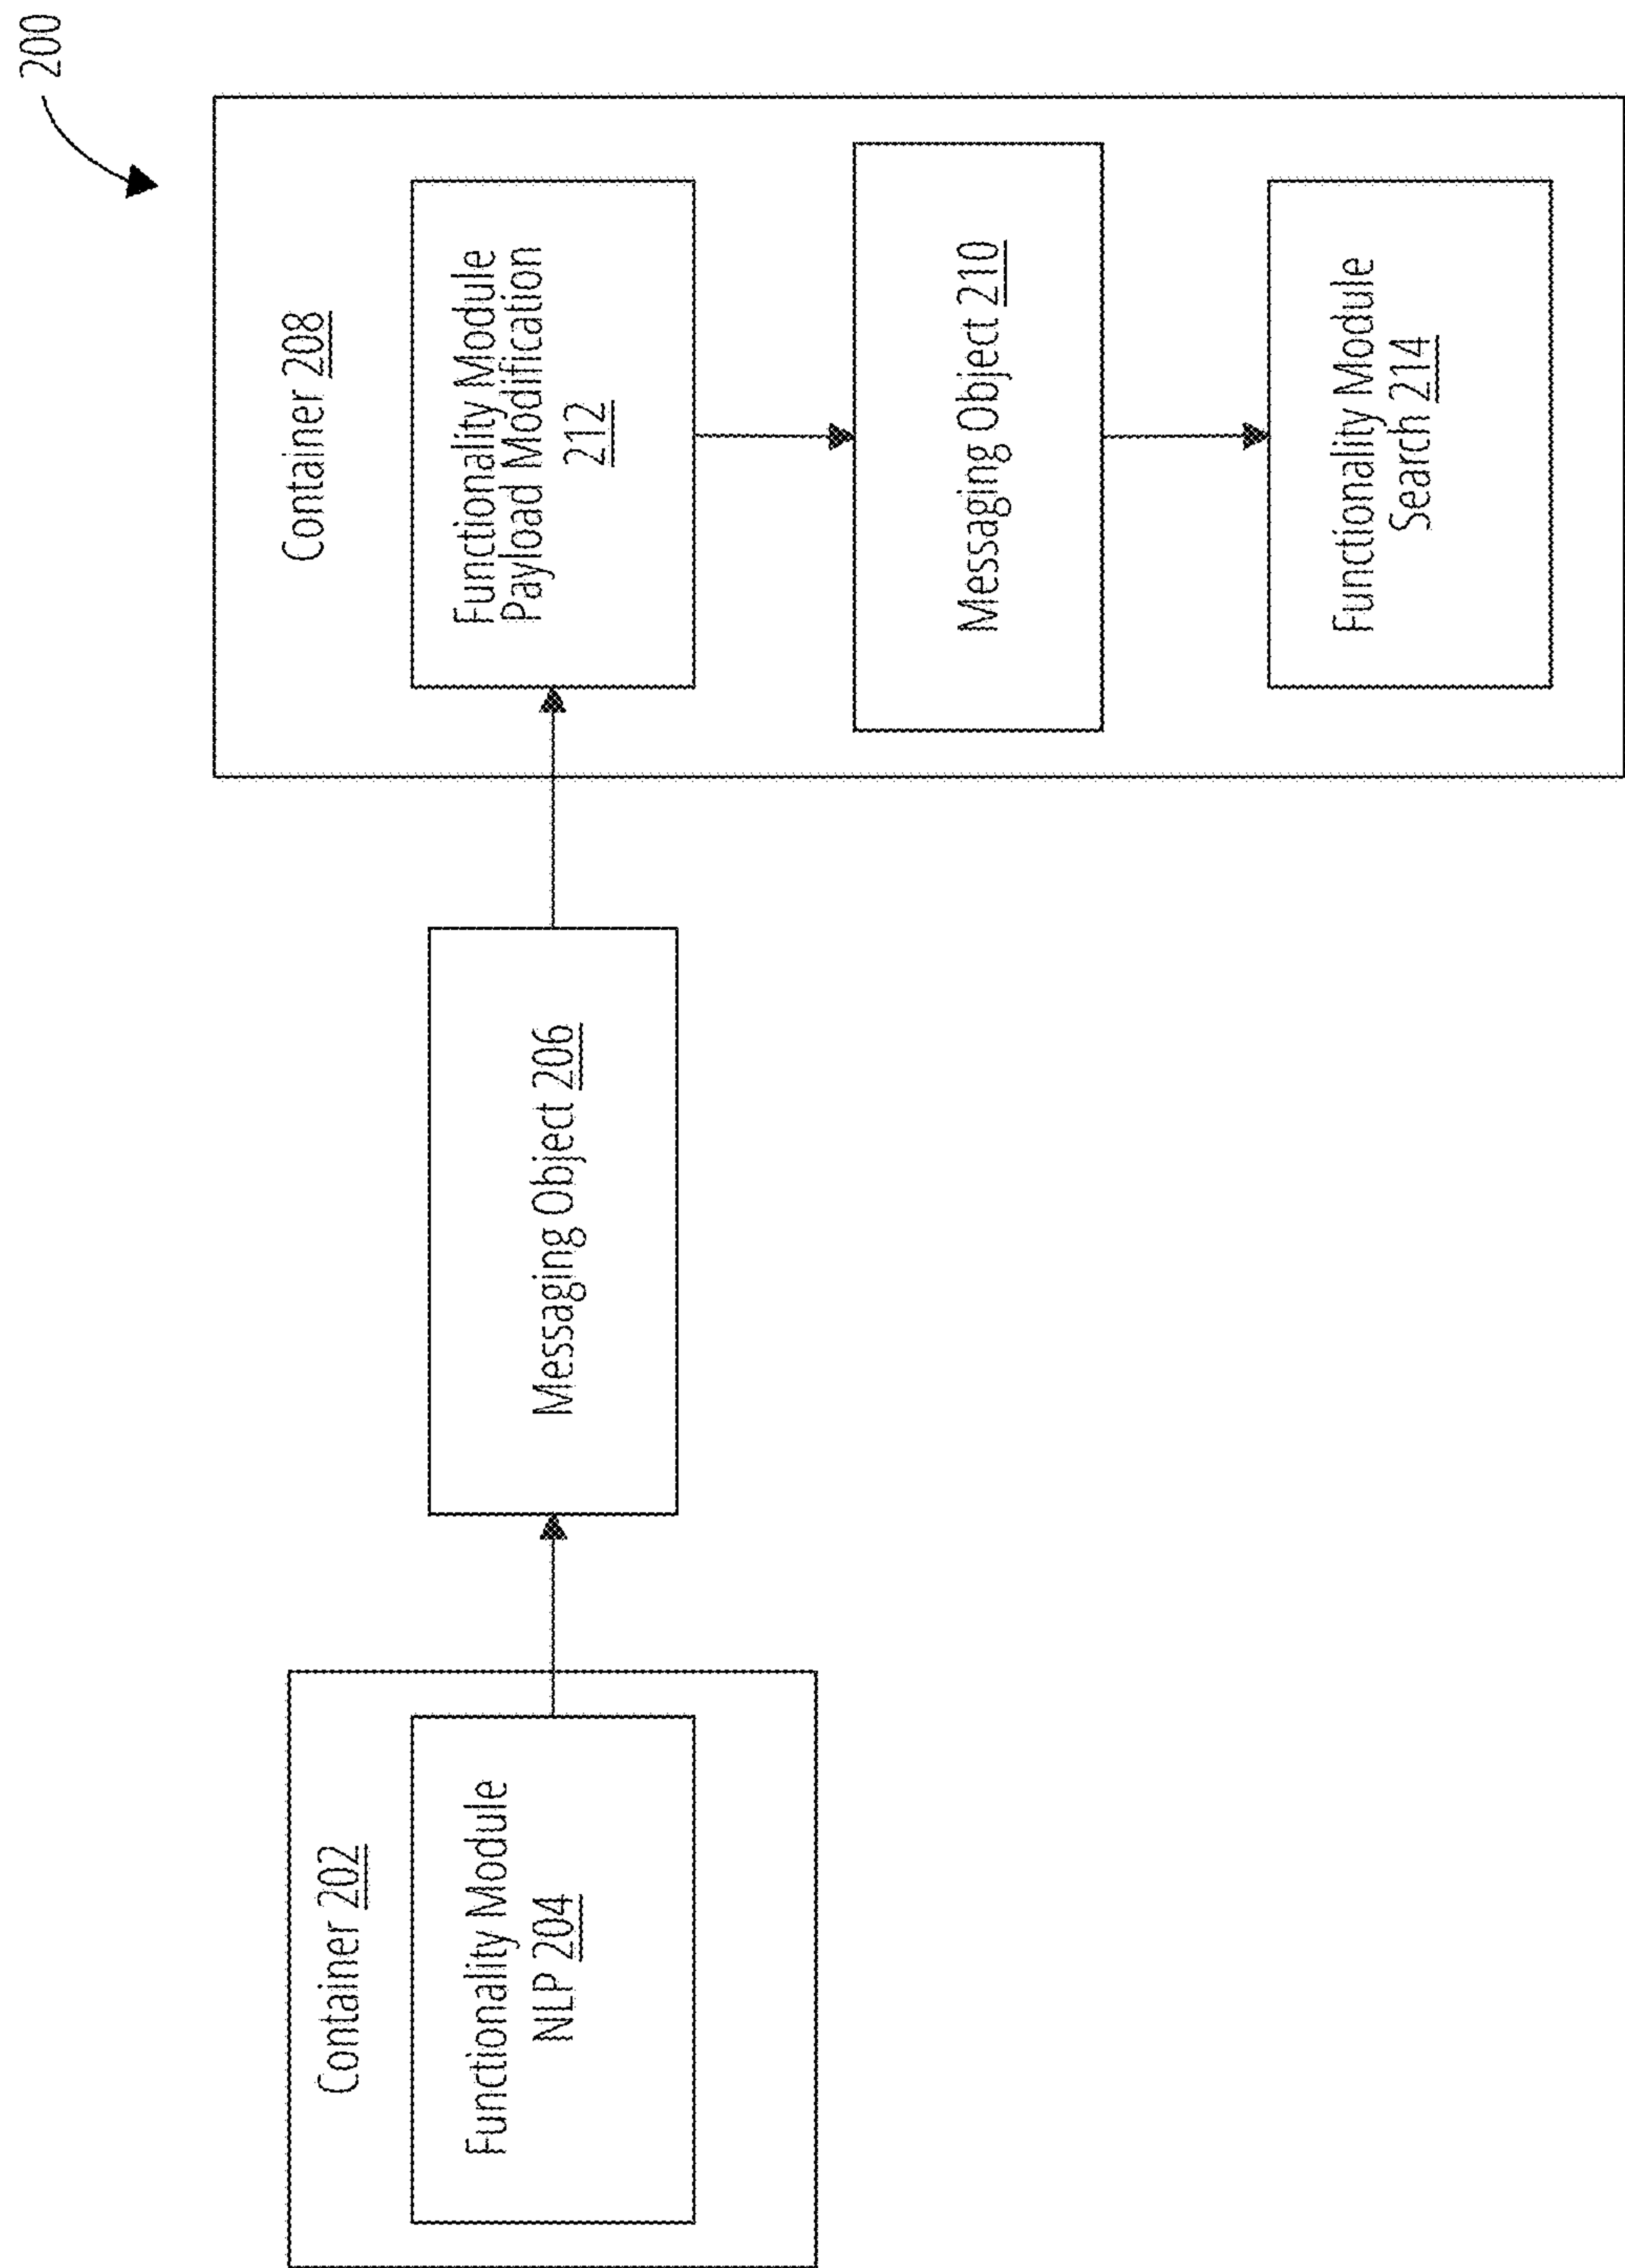 200
Container 202
Functionality Module
NLP 204
Messaging Object 206
Container 208
Functionality Module
Payload Modification
212
Messaging Object 210
Functionality Module
Search 214